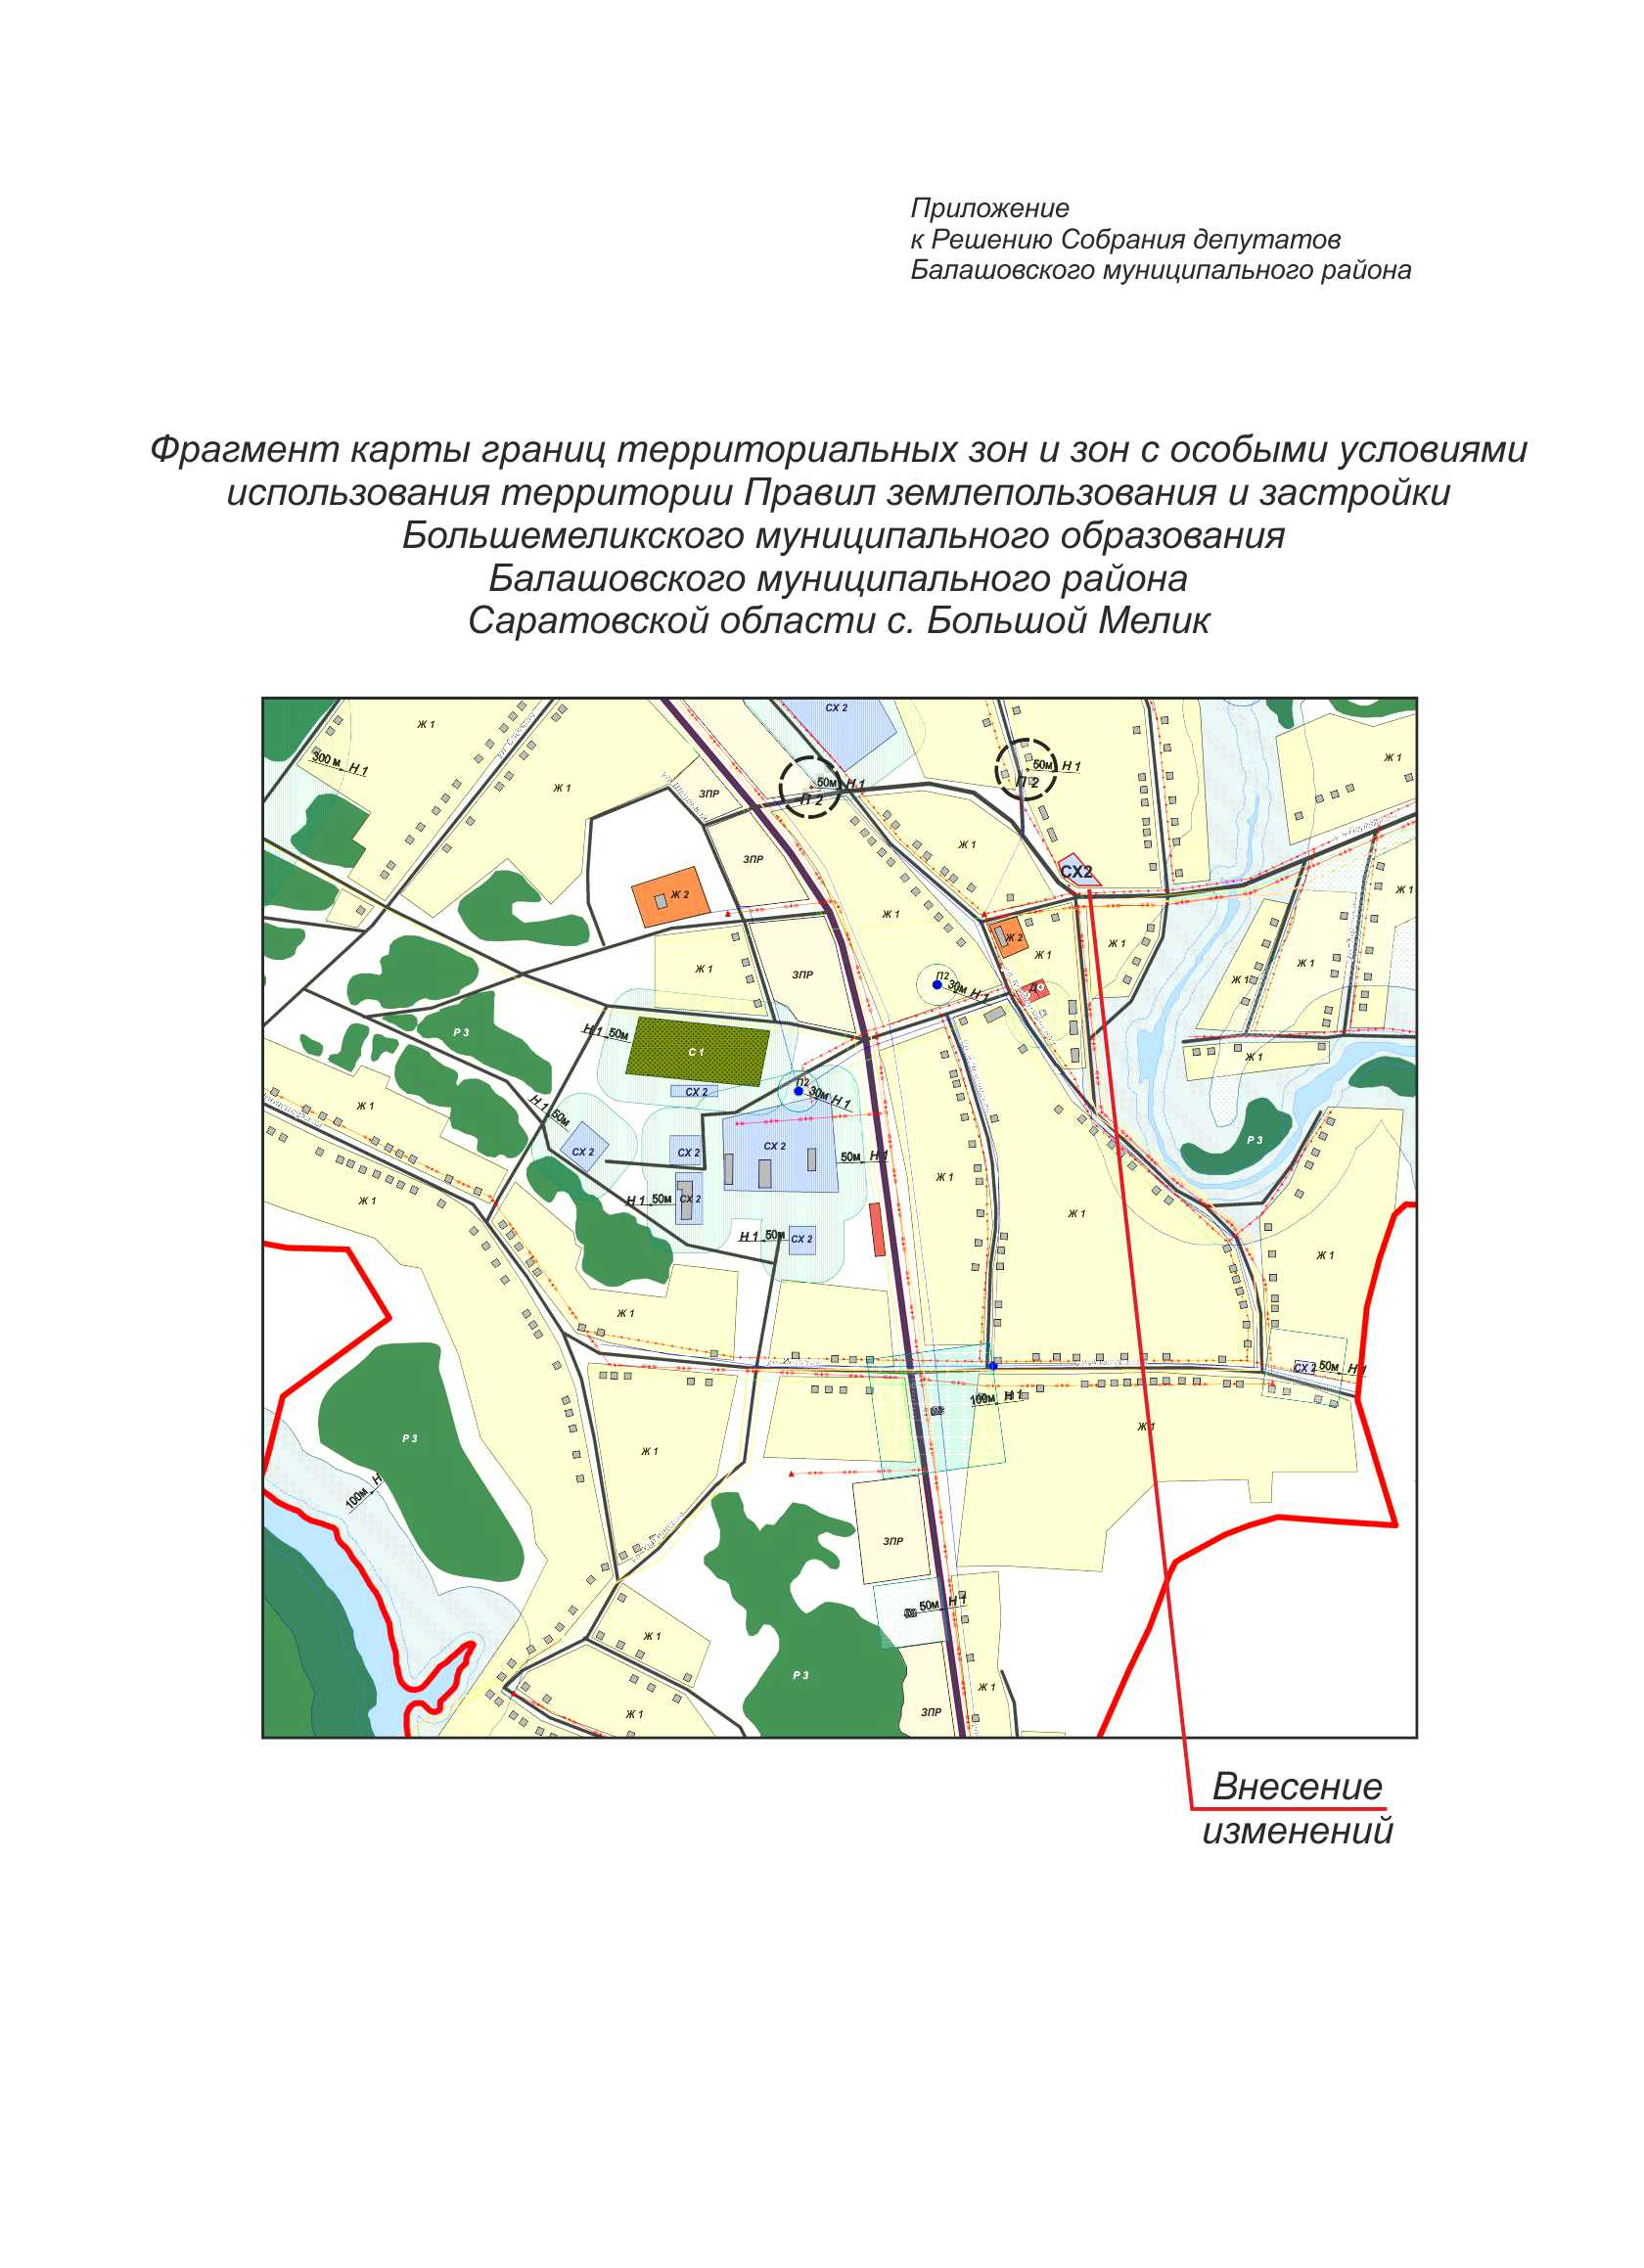 Приложение
к Решению Собрания депутатов
Балашовского муниципального района
Фрагмент карты границ территориальных зон и зон с особыми условиями
использования территории Правил землепользования и застройки
Большемеликского муниципального образования
Балашовского муниципального района
Саратовской области с. Большой Мелик
СХ 2
Ж 1
300 м Н 1
Ж 1
Ж 1
50м Н 1
П 2
50м Н 1
П 2
ЗПР
ЗПР
Ж 1
СХ2
Ж 2
Ж 1
Ж 1
Ж 2
Ж 1
Ж 1
Ж 1
ЗПР
Ж 1
Ж 1
П2
30м Н 1
Р 3
Н 1 50м
С 1
Ж 1
СХ 2
П2
30м Н 1
Ж 1
Н 1 50м
СХ 2
СХ 2
СХ 2
50м Н 1
Р 3
Ж 1
Н 1 50м
СХ 2
Ж 1
Ж 1
Н 1 50м
СХ 2
Ж 1
Ж 1
СХ 2 50м Н 1
100м Н 1
Ж 1
Р 3
Ж 1
100м Н
ЗПР
50м Н 1
Ж 1
Р 3
Ж 1
Ж 1
ЗПР
Внесение
изменений